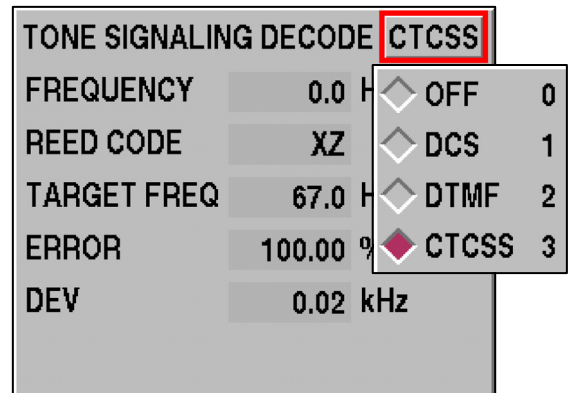 TONE SIGNALING DECODE CTCSS
FREQUENCY 0.0 H OFF 0
REED CODE XZ DCS 1
TARGET FREQ 67.0 H DTMF 2
ERROR 100.00 % CTCSS 3
DEV 0.02 kHz